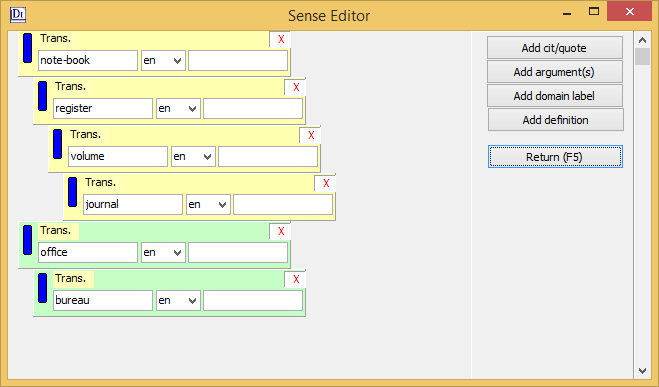 DI Sense Editor
Trans. X
note-book en
Trans. X
register en
Trans. X
volume en
Trans. X
journal en
Trans. X
office en
Trans. X
bureau en
Add cit/quote
Add argument(s)
Add domain label
Add definition
Return (F5)